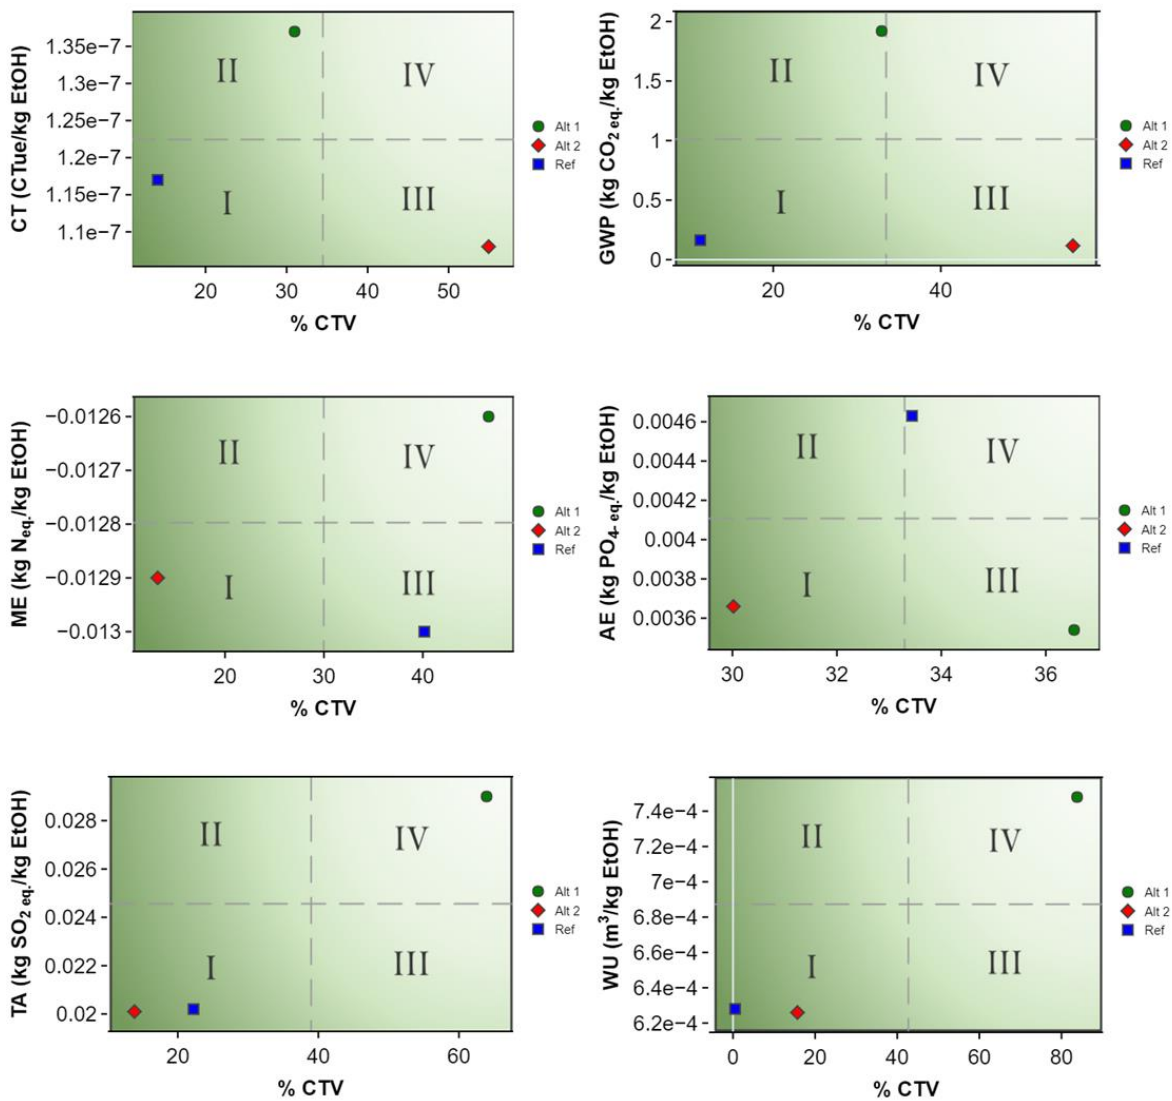 CT (CTue/kg EtOH)
1.35e−7
1.3e−7
1.25e−7
1.2e−7
1.15e−7
1.1e−7
II
IV
I
III
20 30 40 50
% CTV
Alt 1
Alt 2
Ref
GWP (kg CO2 eq./kg EtOH)
2
1.5
1
0.5
0
II
IV
I
III
20 40
% CTV
Alt 1
Alt 2
Ref
ME (kg Neq./kg EtOH)
−0.0126
−0.0127
−0.0128
−0.0129
−0.013
II
IV
I
III
20 30 40
% CTV
Alt 1
Alt 2
Ref
AE (kg PO4- eq./kg EtOH)
0.0046
0.0044
0.0042
0.004
0.0038
0.0036
II
IV
I
III
30 32 34 36
% CTV
Alt 1
Alt 2
Ref
TA (kg SO2 eq./kg EtOH)
0.028
0.026
0.024
0.022
0.02
II
IV
I
III
20 40 60
% CTV
Alt 1
Alt 2
Ref
WU (m³/kg EtOH)
7.4e−4
7.2e−4
7e−4
6.8e−4
6.6e−4
6.4e−4
6.2e−4
II
IV
I
III
0 20 40 60 80
% CTV
Alt 1
Alt 2
Ref